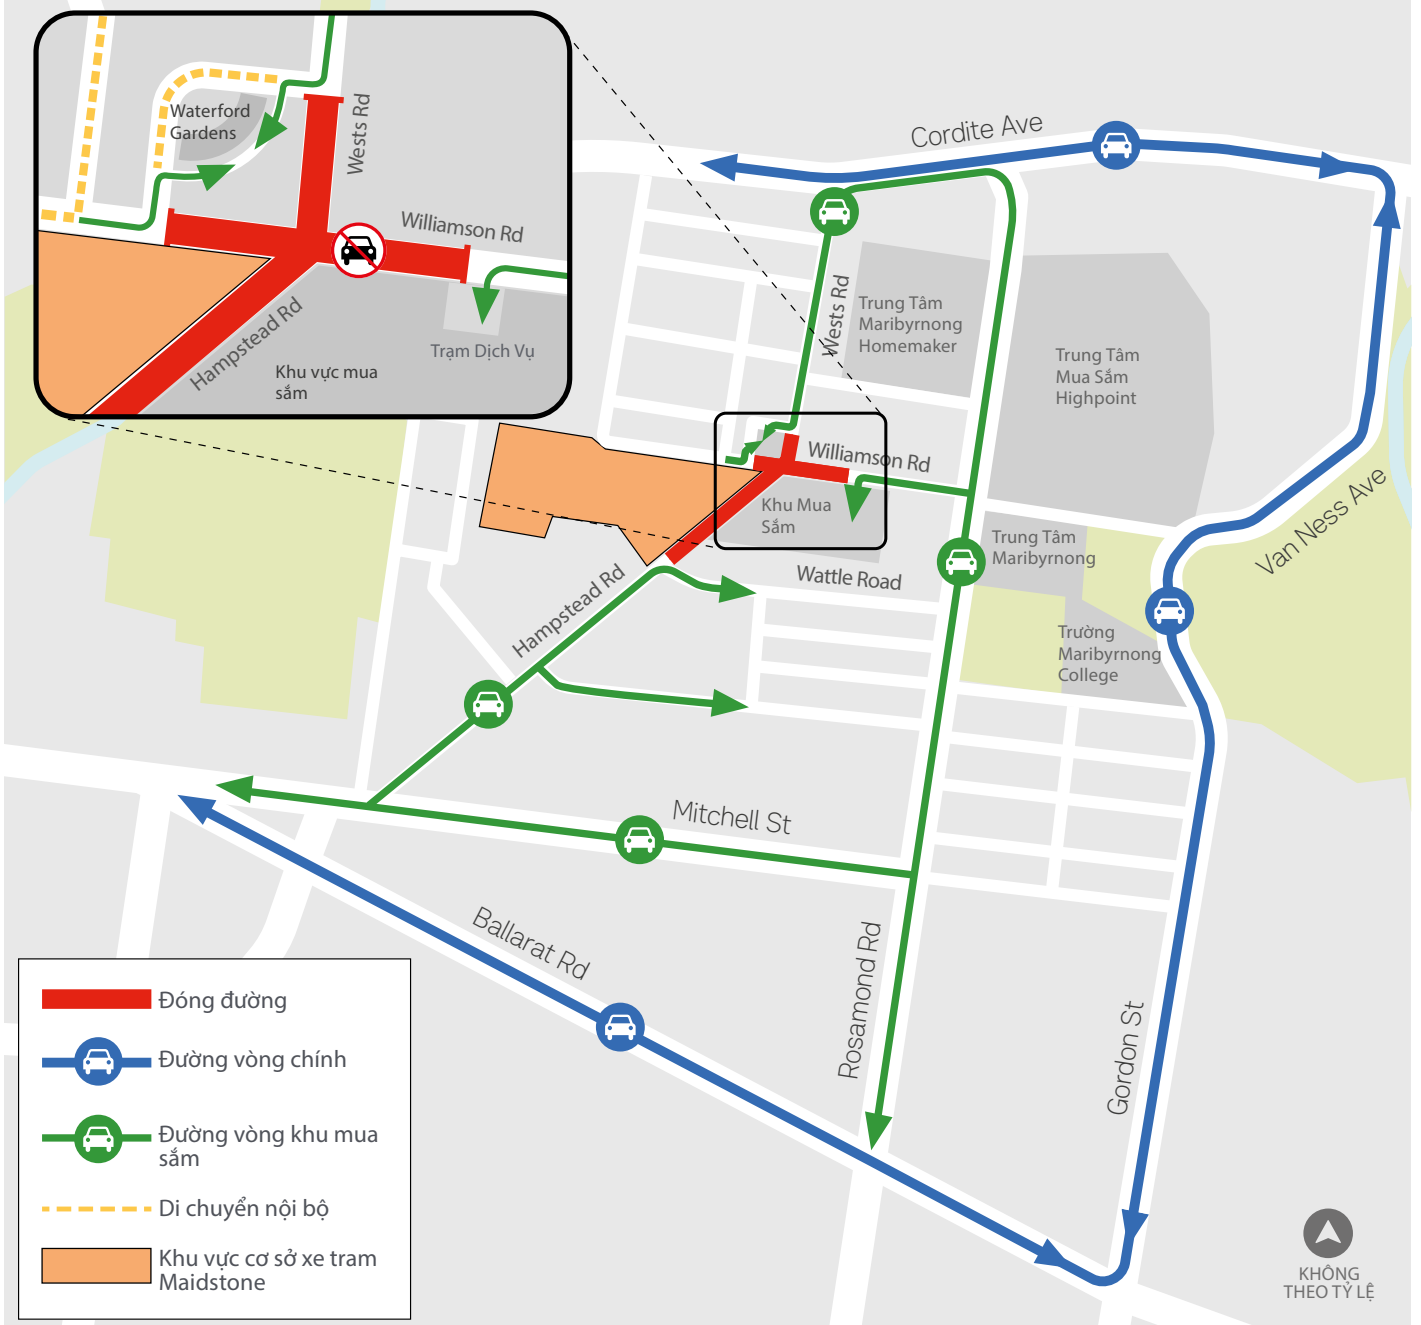 Waterford
Gardens
Wests Rd
Williamson Rd
Hampstead Rd
Khu vực mua
sắm
Trạm Dịch Vụ
Cordite Ave
Wests Rd
Trung Tâm
Maribyrnong
Homemaker
Trung Tâm
Mua Sắm
Highpoint
Williamson Rd
Khu Mua
Sắm
Van Ness Ave
Trung Tâm
Maribyrnong
Wattle Road
Hampstead Rd
Trường
Maribyrnong
College
Mitchell St
Ballarat Rd
Rosamond Rd
Gordon St
Đóng đường
Đường vòng chính
Đường vòng khu mua
sắm
Di chuyển nội bộ
Khu vực cơ sở xe tram
Maidstone
KHÔNG
THEO TỶ LỆ